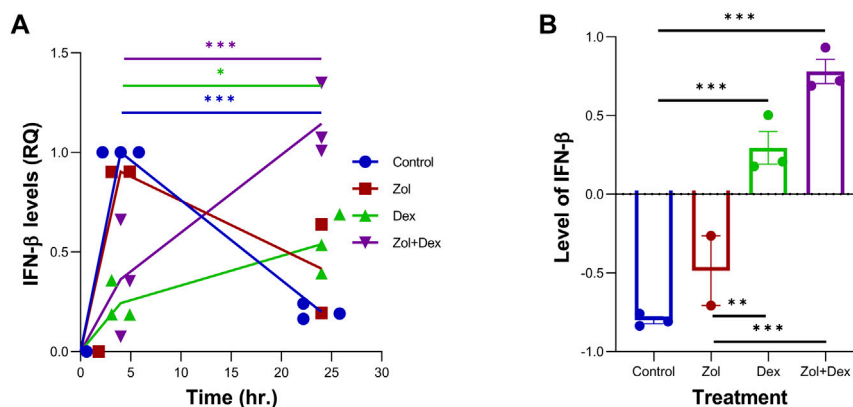 A
***
*
***
1.5
1.0
0.5
0.0
IFN-β levels (RQ)
0 5 10 15 20 25 30
Time (hr.)
Control
Zol
Dex
Zol+Dex
B
***
***
**
***
1.0
0.5
0.0
-0.5
-1.0
Level of IFN-β
Control Zol Dex Zol+Dex
Treatment